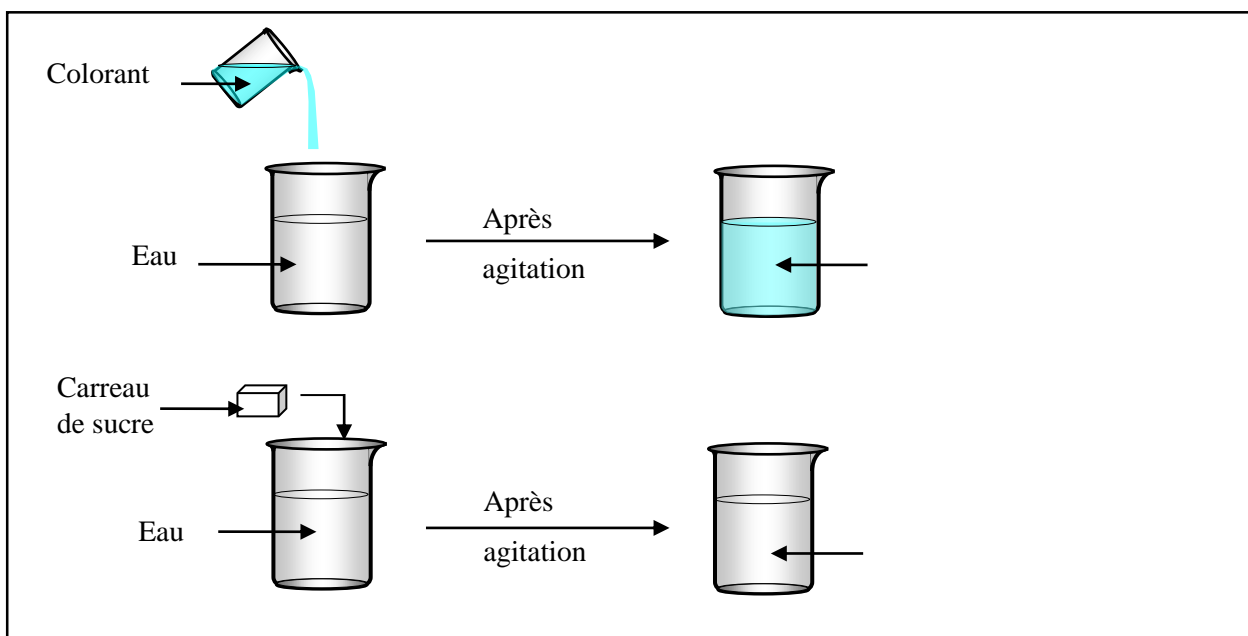 Colorant
Après
Eau
agitation
Carreau
de sucre
Après
Eau
agitation